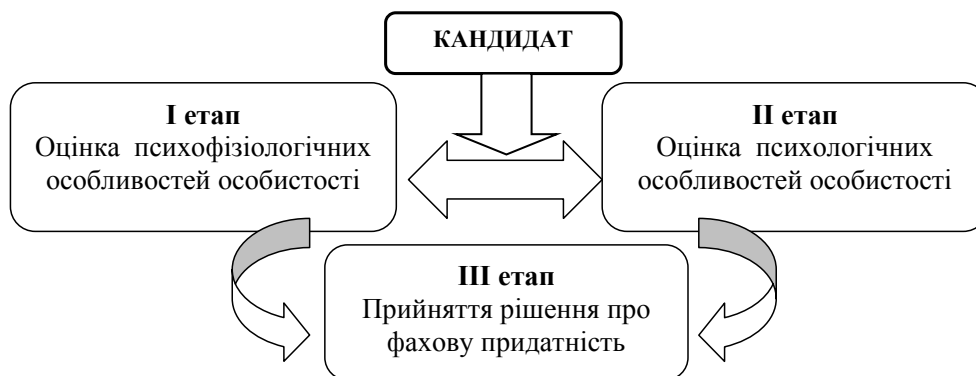 КАНДИДАТ
І етап
Оцінка психофізіологічних
особливостей особистості
ІІ етап
Оцінка психологічних
особливостей особистості
ІІІ етап
Прийняття рішення про
фахову придатність